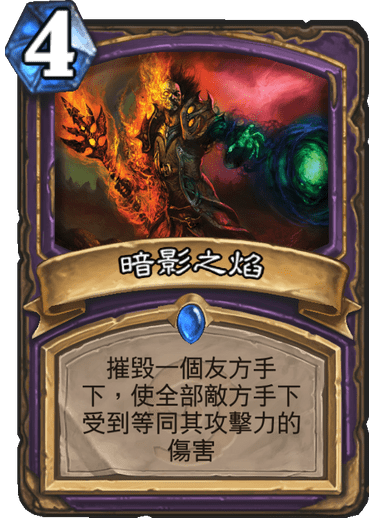 4
暗影之焰
摧毀一個友方手
下，使全部敵方手下
受到等同其攻擊力的
傷害